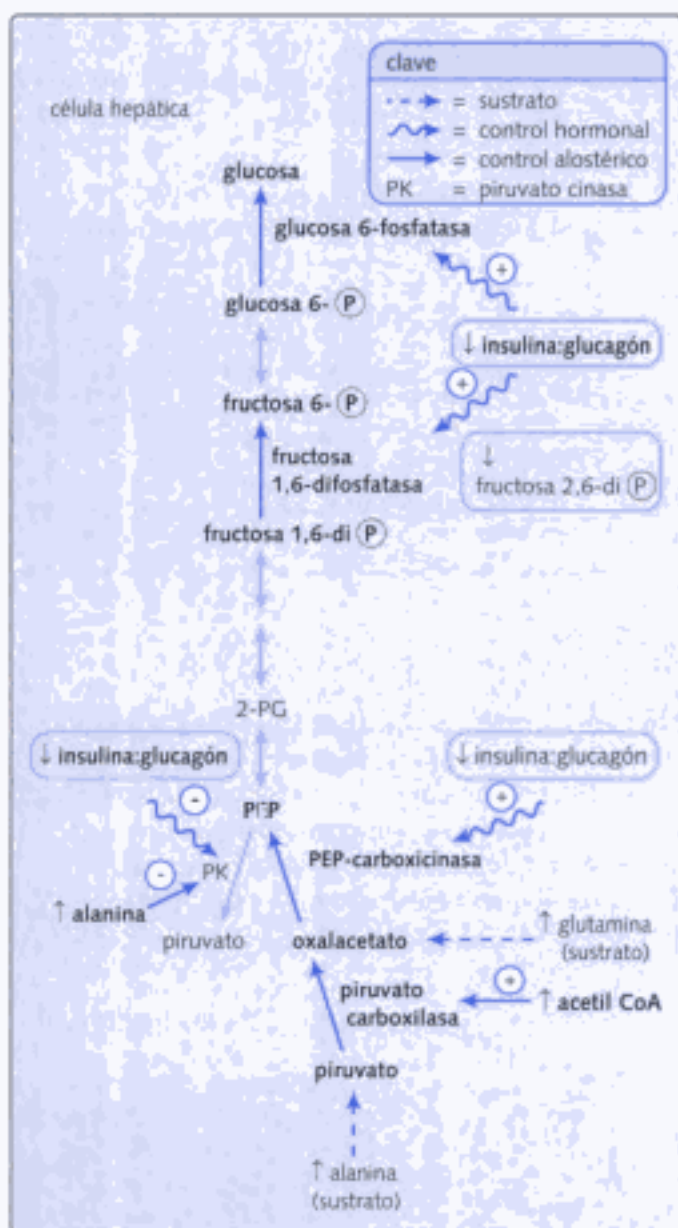 clave
= sustrato
= control hormonal
= control alostérico
PK = piruvato cinasa
célula hepática
glucosa
glucosa 6-fosfatasa
+
glucosa 6- P
↓ insulina:glucagón
+
fructosa 6- P
fructosa
1,6-difosfatasa
↓
fructosa 2,6-di P
fructosa 1,6-di P
2-PG
↓ insulina:glucagón
↓ insulina:glucagón
-
+
PEP
PEP-carboxicinasa
-
PK
↑ alanina
piruvato
oxalacetato
↑ glutamina
(sustrato)
piruvato
carboxilasa
+
↑ acetil CoA
piruvato
↑ alanina
(sustrato)